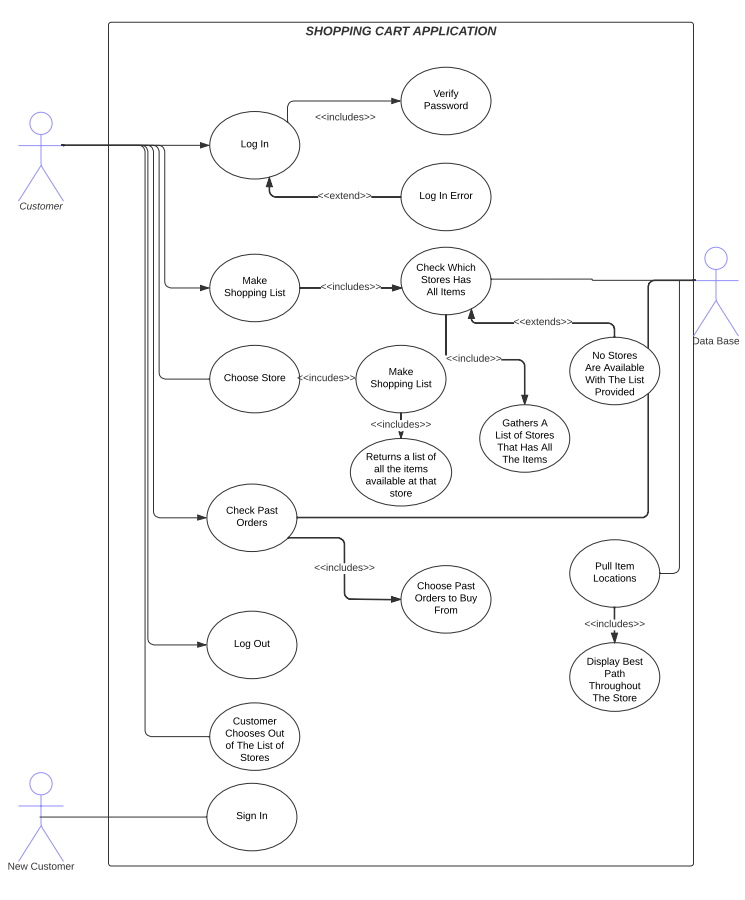 SHOPPING CART APPLICATION
Verify
Password
<<includes>>
Log In
Log In Error
<<extend>>
Customer
Make
Shopping List
<<includes>>
Check Which
Stores Has
All Items
<<extends>>
Data Base
<<include>>
No Stores
Are Available
With The List
Provided
Choose Store
<<incudes>>
Make
Shopping List
<<includes>>
Gathers A
List of Stores
That Has All
The Items
Returns a list of
all the items
available at that
store
Check Past
Orders
<<includes>>
Choose Past
Orders to Buy
From
Pull Item
Locations
<<includes>>
Display Best
Path
Throughout
The Store
Log Out
Customer
Chooses Out
of The List of
Stores
Sign In
New Customer